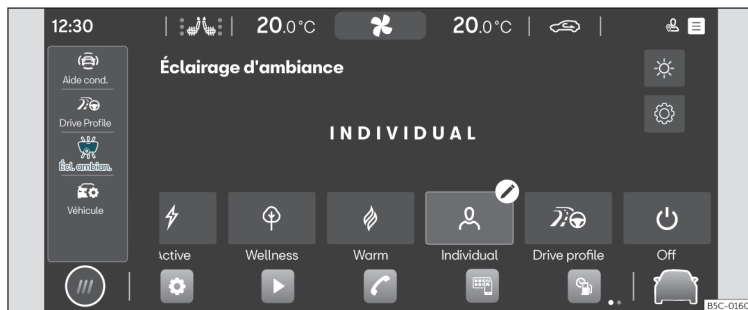 12:30
20.0°C
20.0°C
Éclairage d'ambiance
Aide cond.
Drive Profile
Écl. ambian.
Véhicule
INDIVIDUAL
Active
Wellness
Warm
Individual
Drive profile
Off
B5C-0160